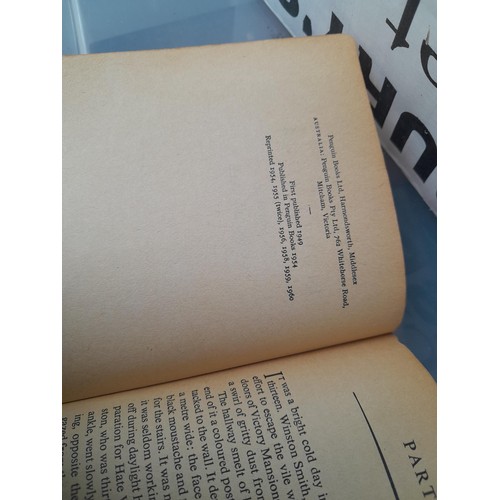 Penguin Books Ltd, Harmondsworth, Middlesex
AUSTRALIA: Penguin Books Pty Ltd, 762 Whitehorse Road,
Mitcham, Victoria
—
First published 1949
Published in Penguin Books 1954
Reprinted 1954, 1955 (twice), 1956, 1958, 1959, 1960
PART
It was a bright cold day in
thirteen. Winston Smith,
effort to escape the vile w
doors of Victory Mansion
a swirl of gritty dust from
The hallway smelt of
end of it a coloured pos
tacked to the wall. It de
a metre wide: the face
black moustache and
for the stairs. It was n
it was seldom workin
off during daylight h
paration for Hate
ston, who was thir
ankle, went slowly
ing, opposite the